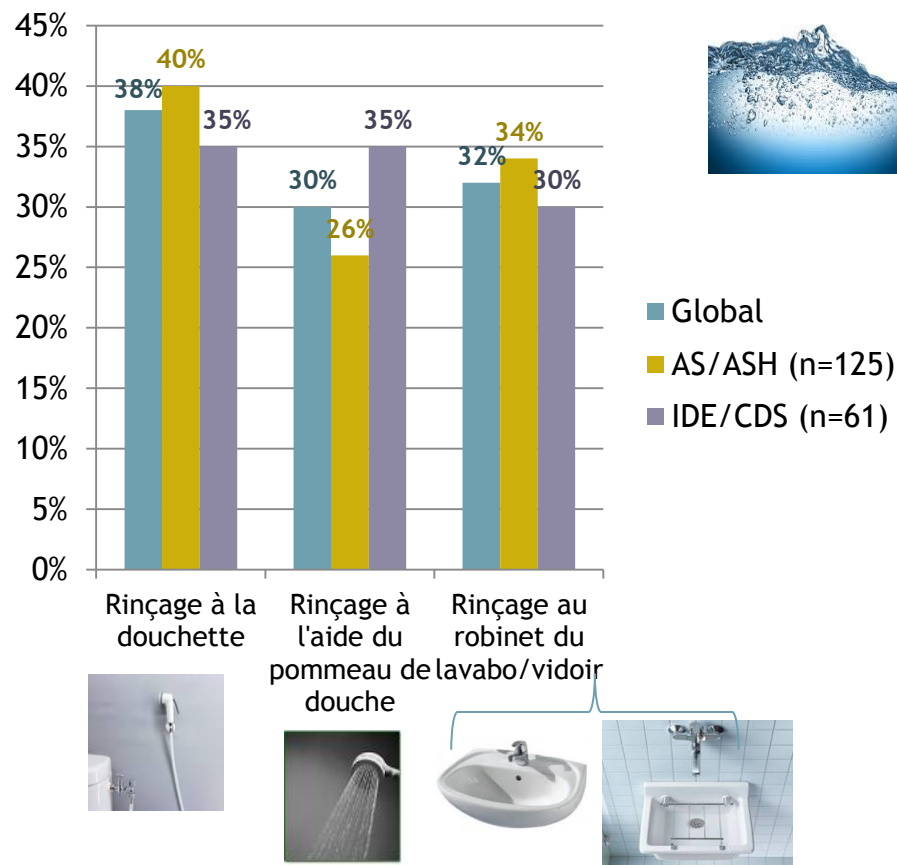 45%
40%
35%
30%
25%
20%
15%
10%
5%
0%
38%
40%
35%
30%
26%
35%
32%
34%
30%
Global
AS/ASH (n=125)
IDE/CDS (n=61)
Rinçage à la
douchette
Rinçage à
l'aide du
pommeau de
douche
Rinçage au
robinet du
lavabo/vidoir